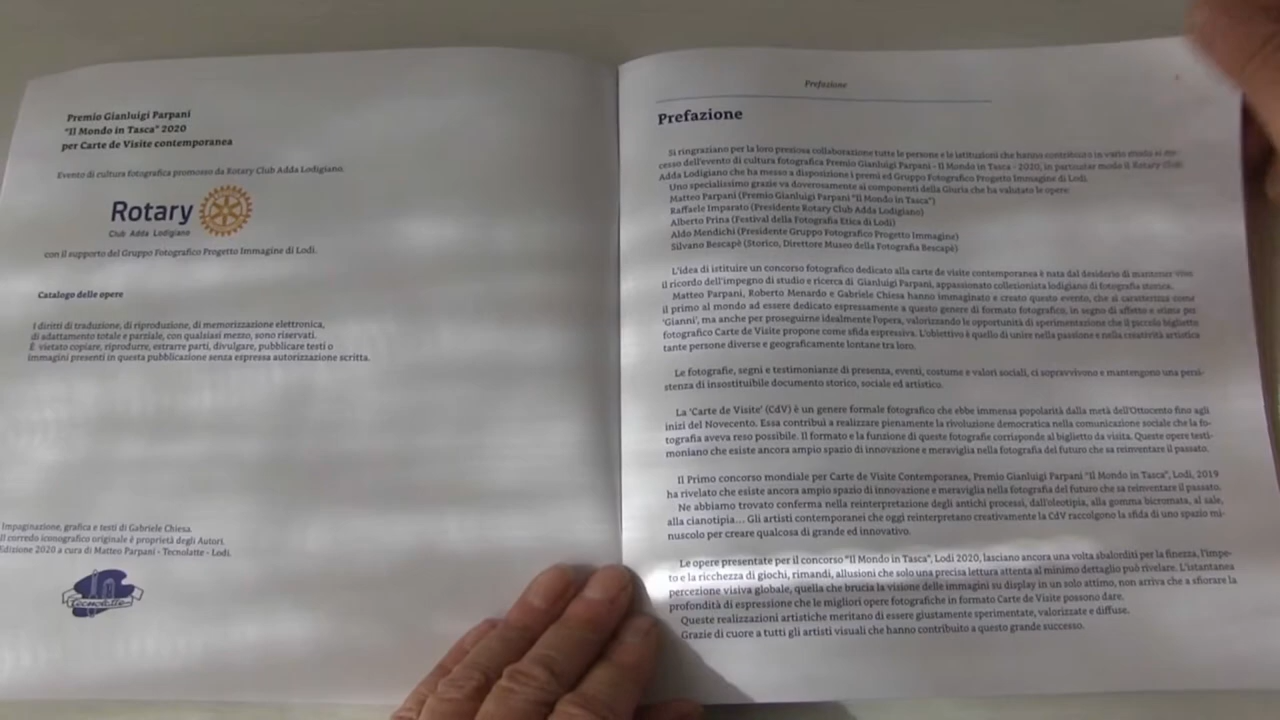 Premio Gianluigi Parpani
"Il Mondo in Tasca" 2020
per Carte de Visite contemporanea
Evento di cultura fotografica promosso da Rotary Club Adda Lodigiano.
Rotary
Club Adda Lodigiano
con il supporto del Gruppo Fotografico Progetto Immagine di Lodi.
Catalogo delle opere
I diritti di traduzione, di riproduzione, di memorizzazione elettronica,
di adattamento totale e parziale, con qualsiasi mezzo, sono riservati.
È vietato copiare, riprodurre, estrarre parti, divulgare, pubblicare testi o
immagini presenti in questa pubblicazione senza espressa autorizzazione scritta.
Impaginazione, grafica e testi di Gabriele Chiesa.
Il corredo iconografico originale è proprietà degli Autori.
Edizione 2020 a cura di Matteo Parpani - Tecnolatte - Lodi.
Tecnolatte
Prefazione
Prefazione
Si ringraziano per la loro preziosa collaborazione tutte le persone e le istituzioni che hanno contribuito in vario modo al suc-
cesso dell'evento di cultura fotografica Premio Gianluigi Parpani - Il Mondo in Tasca - 2020, in particolar modo il Rotary Club
Adda Lodigiano che ha messo a disposizione i premi ed Gruppo Fotografico Progetto Immagine di Lodi.
Uno specialissimo grazie va doverosamente ai componenti della Giuria che ha valutato le opere
Matteo Parpani (Premio Gianluigi Parpani "Il Mondo in Tasca")
Raffaele Imparato (Presidente Rotary Club Adda Lodigiano)
Alberto Prina (Festival della Fotografia Etica di Lodi)
Aldo Mendichi (Presidente Gruppo Fotografico Progetto Immagine)
Silvano Bescapè (Storico, Direttore Museo della Fotografia Bescapè)
L'idea di istituire un concorso fotografico dedicato alla carte de visite contemporanea è nata dal desiderio di mantener vivo
il ricordo dell'impegno di studio e ricerca di Gianluigi Parpani, appassionato collezionista lodigiano di fotografia storica.
Matteo Parpani, Roberto Menardo e Gabriele Chiesa hanno immaginato e creato questo evento, che si caratterizza come
il primo al mondo ad essere dedicato espressamente a questo genere di formato fotografico, in segno di affetto e stima per
'Gianni', ma anche per proseguirne idealmente l'opera, valorizzando le opportunità di sperimentazione che il piccolo biglietto
fotografico Carte de Visite propone come sfida espressiva. L'obiettivo è quello di unire nella passione e nella creatività artistica
tante persone diverse e geograficamente lontane tra loro.
Le fotografie, segni e testimonianze di presenza, eventi, costume e valori sociali, ci sopravvivono e mantengono una persi-
stenza di insostituibile documento storico, sociale ed artistico.
La 'Carte de Visite' (CdV) è un genere formale fotografico che ebbe immensa popolarità dalla metà dell'Ottocento fino agli
inizi del Novecento. Essa contribuì a realizzare pienamente la rivoluzione democratica nella comunicazione sociale che la fo-
tografia aveva reso possibile. Il formato e la funzione di queste fotografie corrisponde al biglietto da visita. Queste opere testi-
moniano che esiste ancora ampio spazio di innovazione e meraviglia nella fotografia del futuro che sa reinventare il passato.
Il Primo concorso mondiale per Carte de Visite Contemporanea, Premio Gianluigi Parpani "Il Mondo in Tasca", Lodi, 2019
ha rivelato che esiste ancora ampio spazio di innovazione e meraviglia nella fotografia del futuro che sa reinventare il passato.
Ne abbiamo trovato conferma nella reinterpretazione degli antichi processi, dall'oleotipia, alla gomma bicromata, al sale,
alla cianotipia... Gli artisti contemporanei che oggi reinterpretano creativamente la CdV raccolgono la sfida di uno spazio mi-
nuscolo per creare qualcosa di grande ed innovativo.
Le opere presentate per il concorso "Il Mondo in Tasca", Lodi 2020, lasciano ancora una volta sbalorditi per la finezza, l'impe-
to e la ricchezza di giochi, rimandi, allusioni che solo una precisa lettura attenta al minimo dettaglio può rivelare. L'istantanea
percezione visiva globale, quella che brucia la visione delle immagini su display in un solo attimo, non arriva che a sfiorare la
profondità di espressione che le migliori opere fotografiche in formato Carte de Visite possono dare.
Queste realizzazioni artistiche meritano di essere giustamente sperimentate, valorizzate e diffuse.
Grazie di cuore a tutti gli artisti visuali che hanno contribuito a questo grande successo.